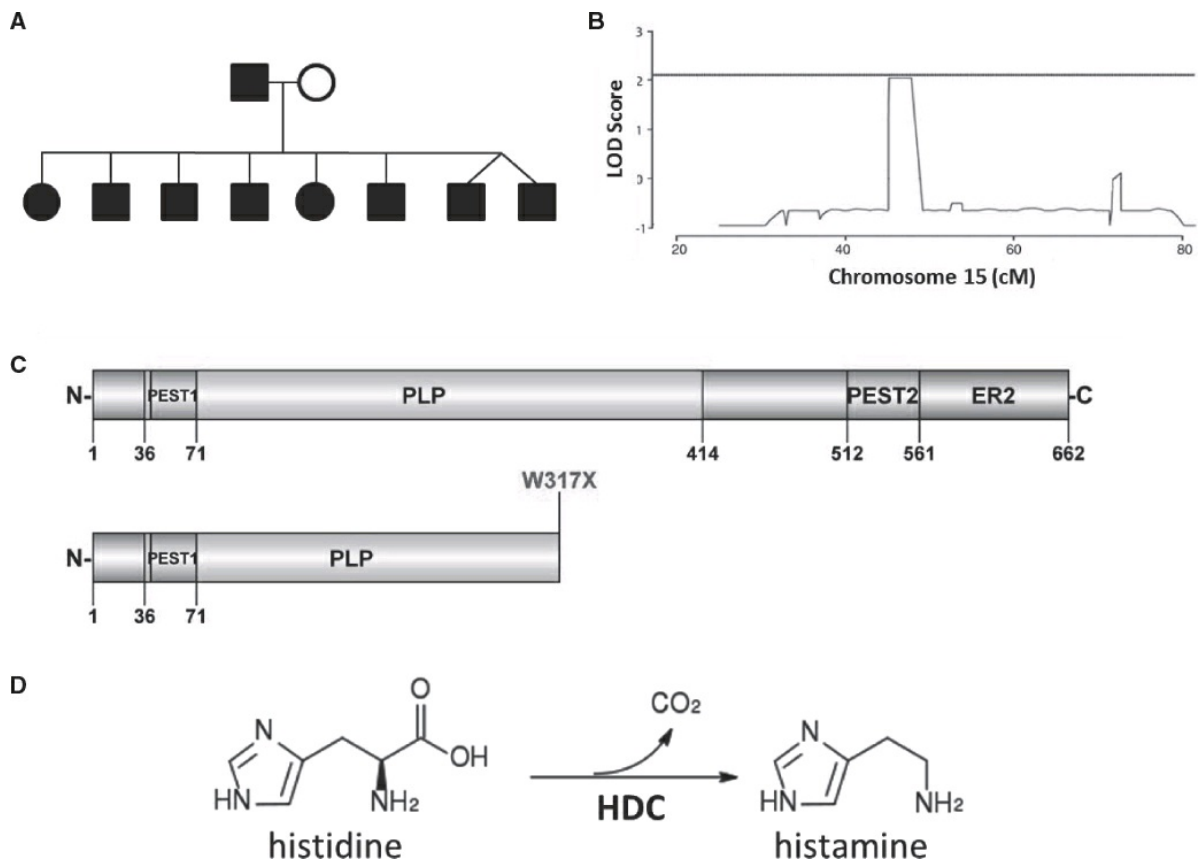 A
B
LOD Score
3
2
1
0
-1
20 40 60 80
Chromosome 15 (cM)
C
N- PEST1 PLP PEST2 ER2 -C
1 36 71 414 512 561 662
W317X
N- PEST1 PLP
1 36 71
D
N HN O OH NH₂
histidine
CO₂
HDC
N HN NH₂
histamine